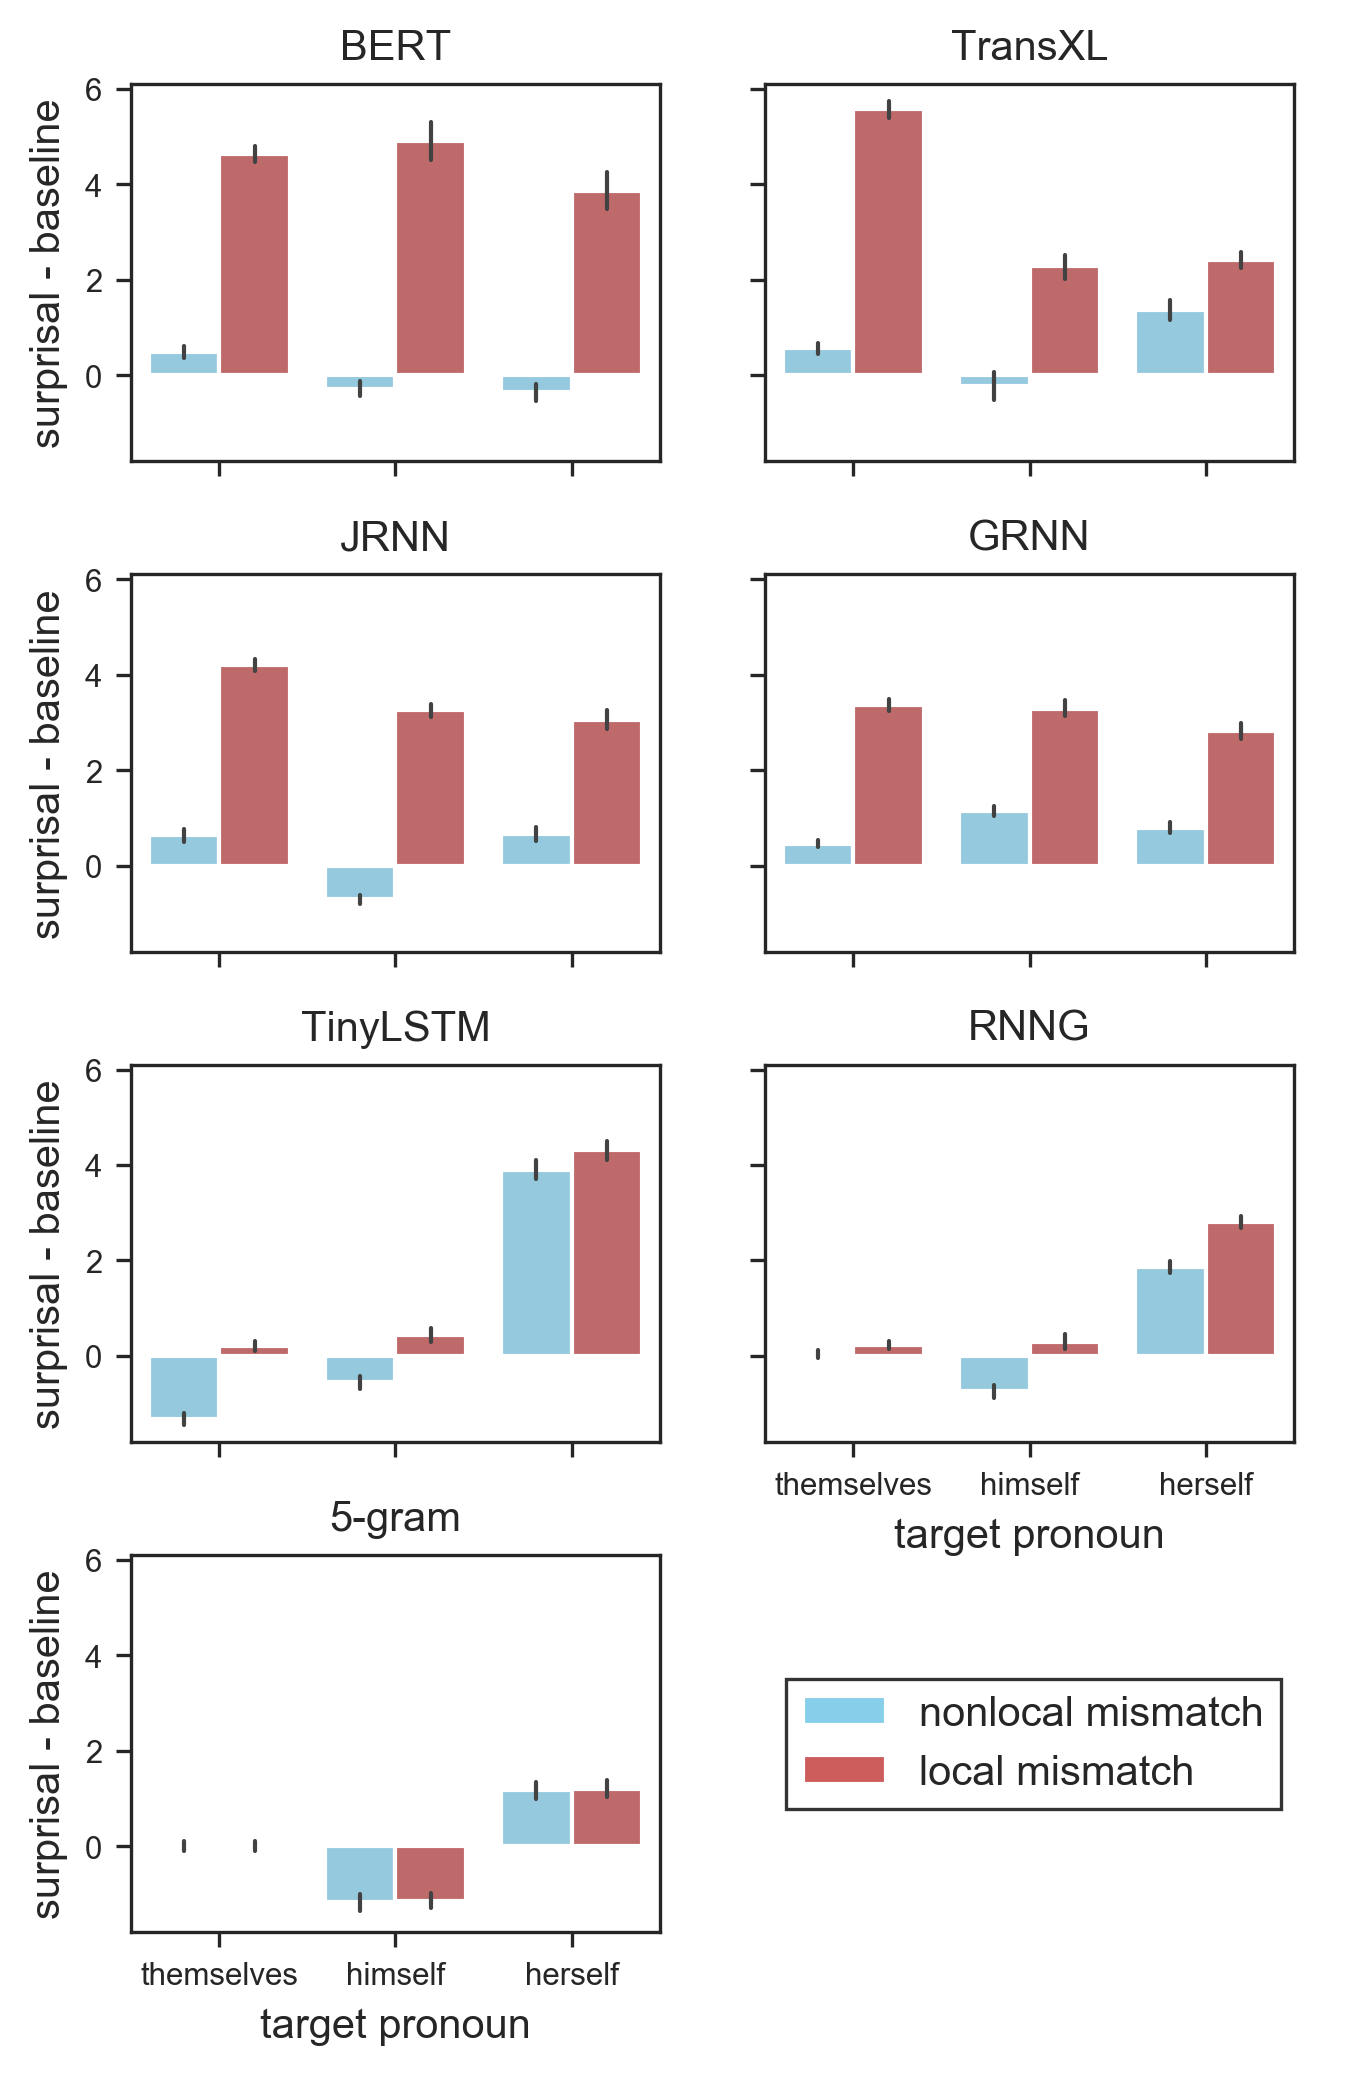 BERT
TransXL
6
4
2
0
surprisal - baseline
JRNN
GRNN
6
4
2
0
surprisal - baseline
TinyLSTM
RNNG
6
4
2
0
surprisal - baseline
themselves himself herself
target pronoun
5-gram
6
4
2
0
surprisal - baseline
themselves himself herself
target pronoun
nonlocal mismatch
local mismatch